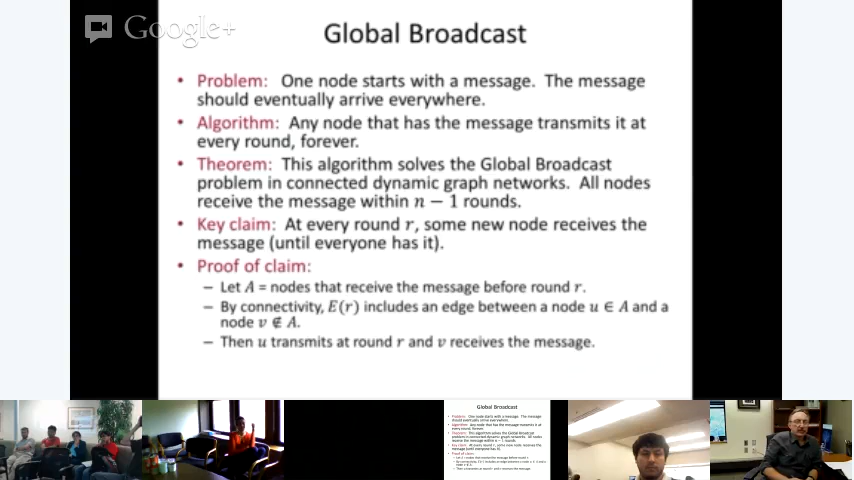 Google+
Global Broadcast
• Problem: One node starts with a message. The message
should eventually arrive everywhere.
• Algorithm: Any node that has the message transmits it at
every round, forever.
• Theorem: This algorithm solves the Global Broadcast
problem in connected dynamic graph networks. All nodes
receive the message within n − 1 rounds.
• Key claim: At every round r, some new node receives the
message (until everyone has it).
• Proof of claim:
– Let A = nodes that receive the message before round r.
– By connectivity, E(r) includes an edge between a node u ∈ A and a
node v ∉ A.
– Then u transmits at round r and v receives the message.
Global Broadcast